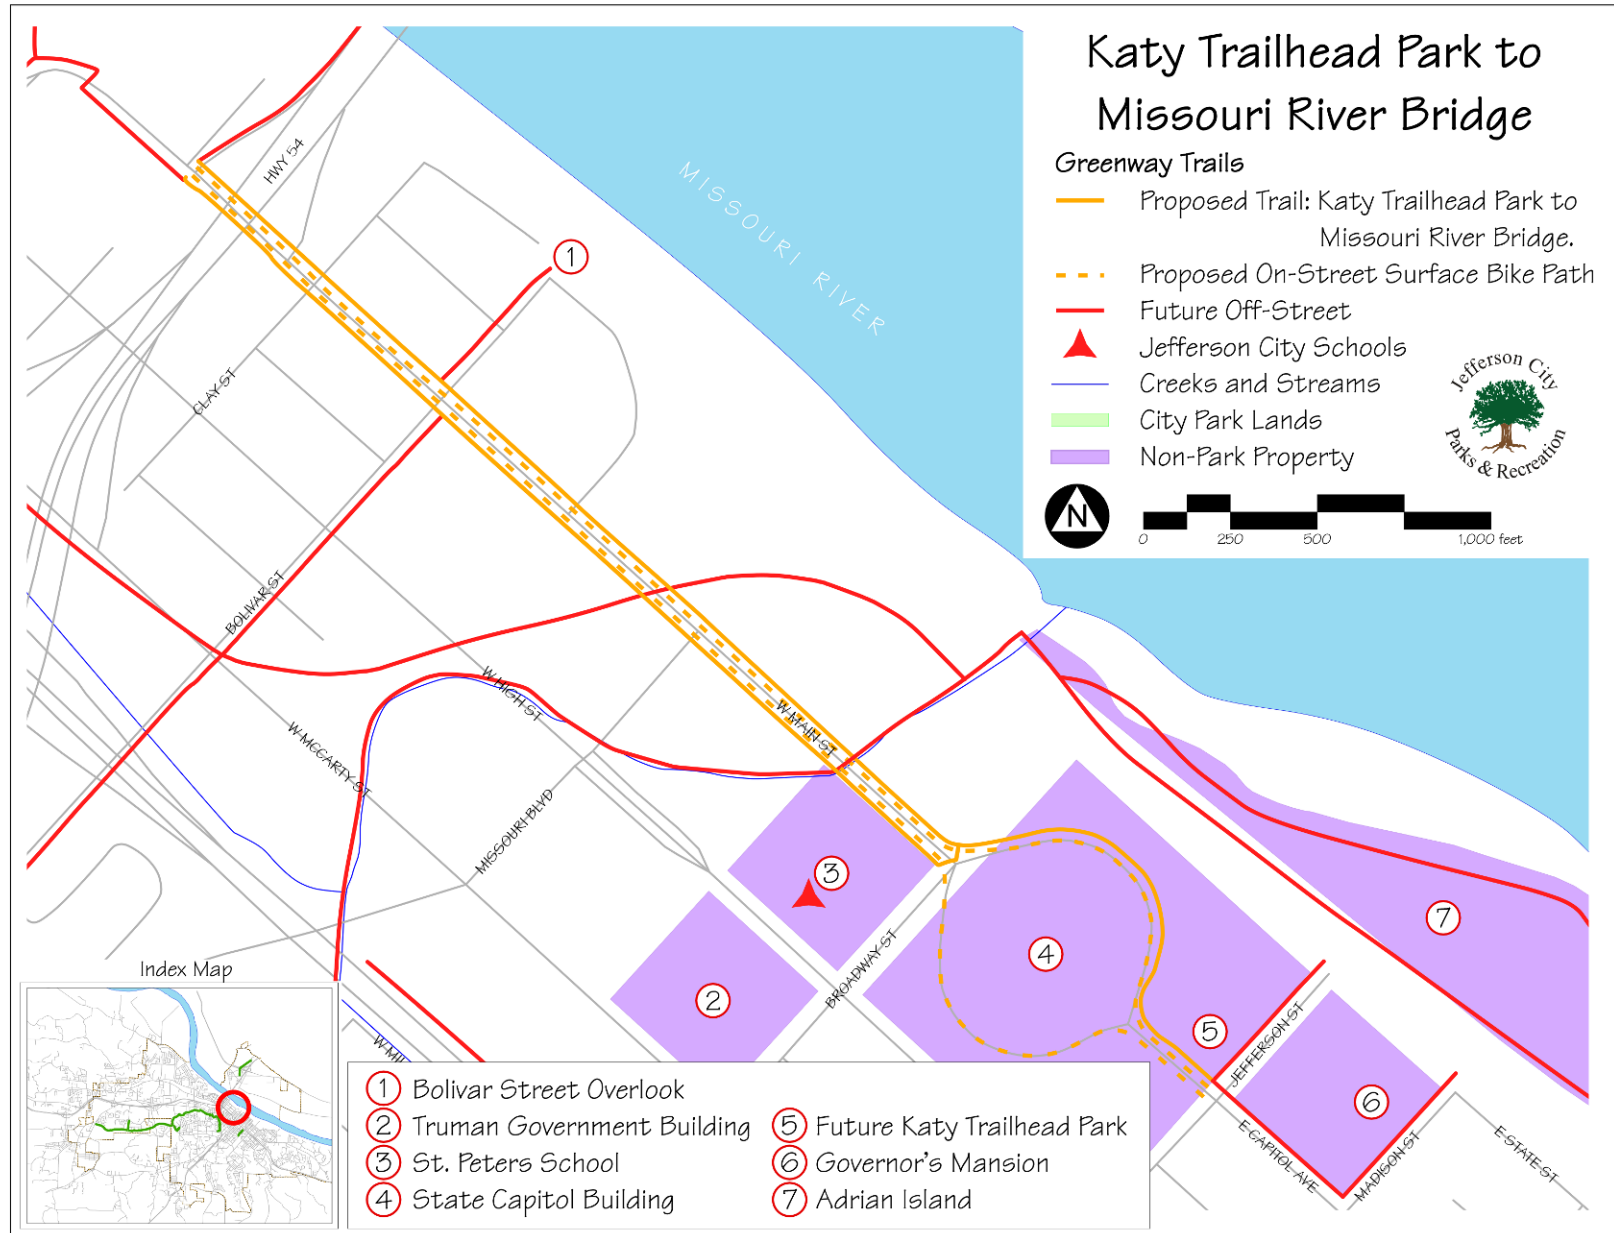 Katy Trailhead Park to
Missouri River Bridge
Greenway Trails
Proposed Trail: Katy Trailhead Park to
Missouri River Bridge.
Proposed On-Street Surface Bike Path
Future Off-Street
Jefferson City Schools
Creeks and Streams
City Park Lands
Non-Park Property
Jefferson City
Parks & Recreation
N
0 250 500 1,000 feet
MISSOURI RIVER
HWY 54
1
CLAY ST
BOLIVAR ST
W HIGH ST
W MCCARTY ST
W MAIN ST
MISSOURI BLVD
3
2
BROADWAY ST
4
7
5
JEFFERSON ST
6
E CAPITOL AVE
MADISON ST
E STATE ST
Index Map
1 Bolivar Street Overlook
2 Truman Government Building
3 St. Peters School
4 State Capitol Building
5 Future Katy Trailhead Park
6 Governor's Mansion
7 Adrian Island